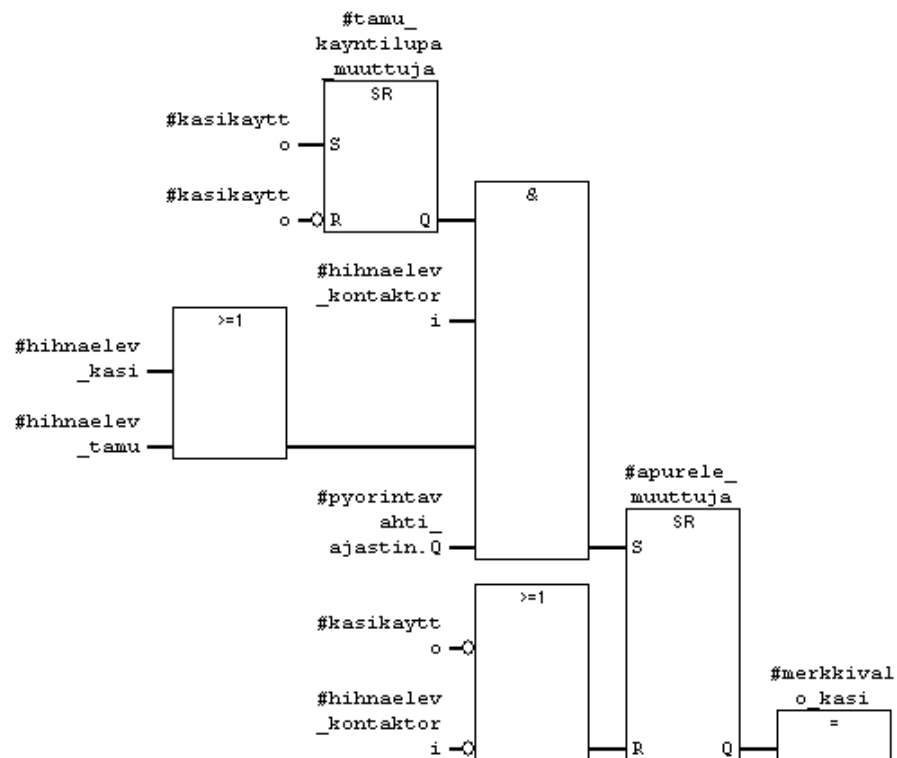 #tamu_
kayntilupa
_muuttuja
SR
#kasikaytt
o
S
#kasikaytt
o
R
Q
&
#hihnaelev
_kontaktor
i
>=1
#hihnaelev
_kasi
#hihnaelev
_tamu
#pyorintav
ahti_
ajastin.Q
#apurele_
muuttuja
SR
S
>=1
#kasikaytt
o
#hihnaelev
_kontaktor
i
R
Q
#merkkival
o_kasi
=